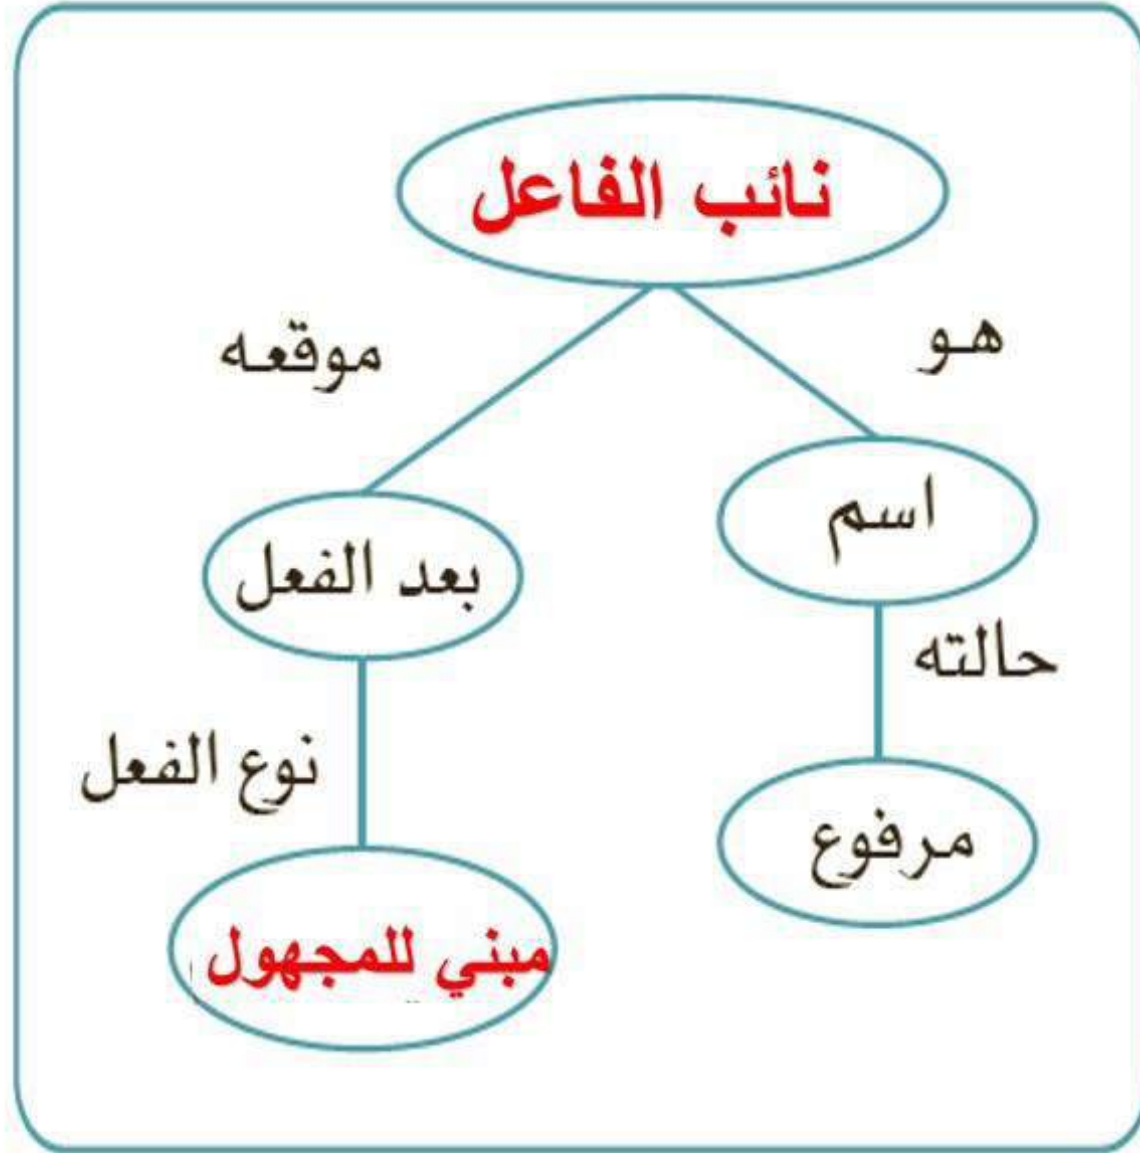 نائب الفاعل
هو
موقعه
اسم
بعد الفعل
حالته
نوع الفعل
مرفوع
مبني للمجهول